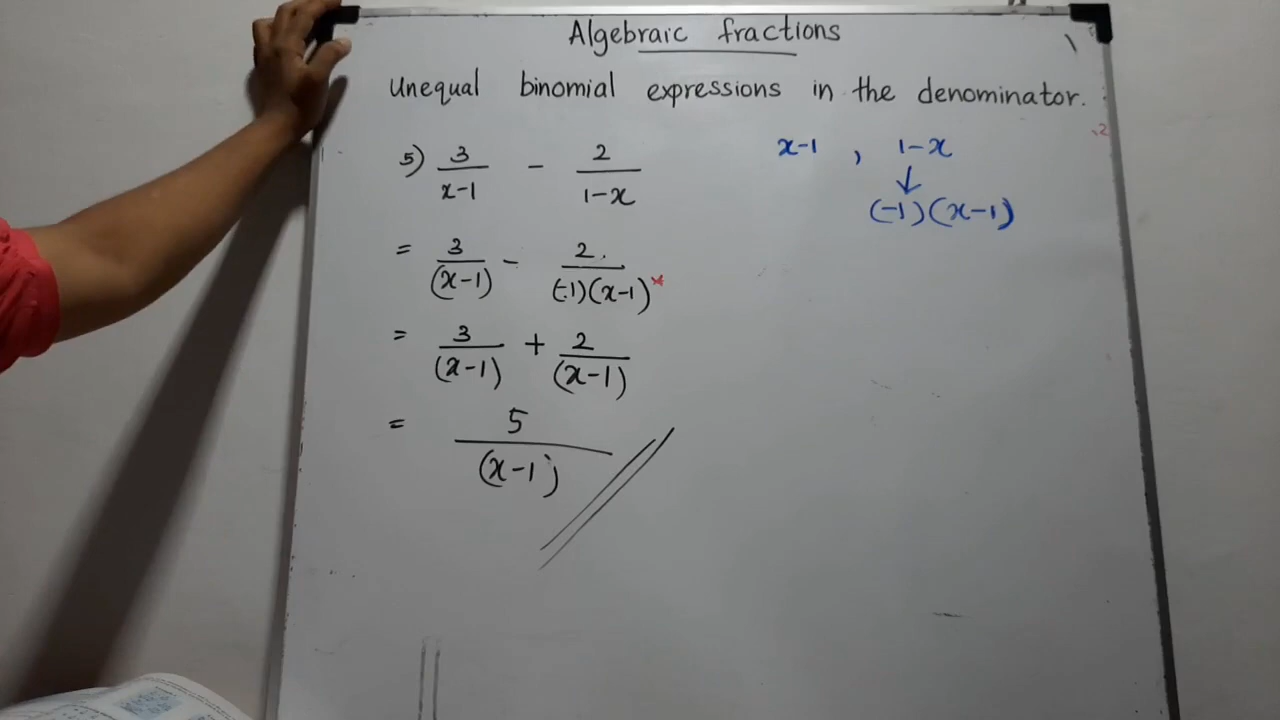 Algebraic fractions
Unequal binomial expressions in the denominator.
5) 3/(x-1) - 2/(1-x)
x-1 , 1-x
↓
(-1)(x-1)
= 3/(x-1) - 2/(-1)(x-1)
= 3/(x-1) + 2/(x-1)
= 5/(x-1)